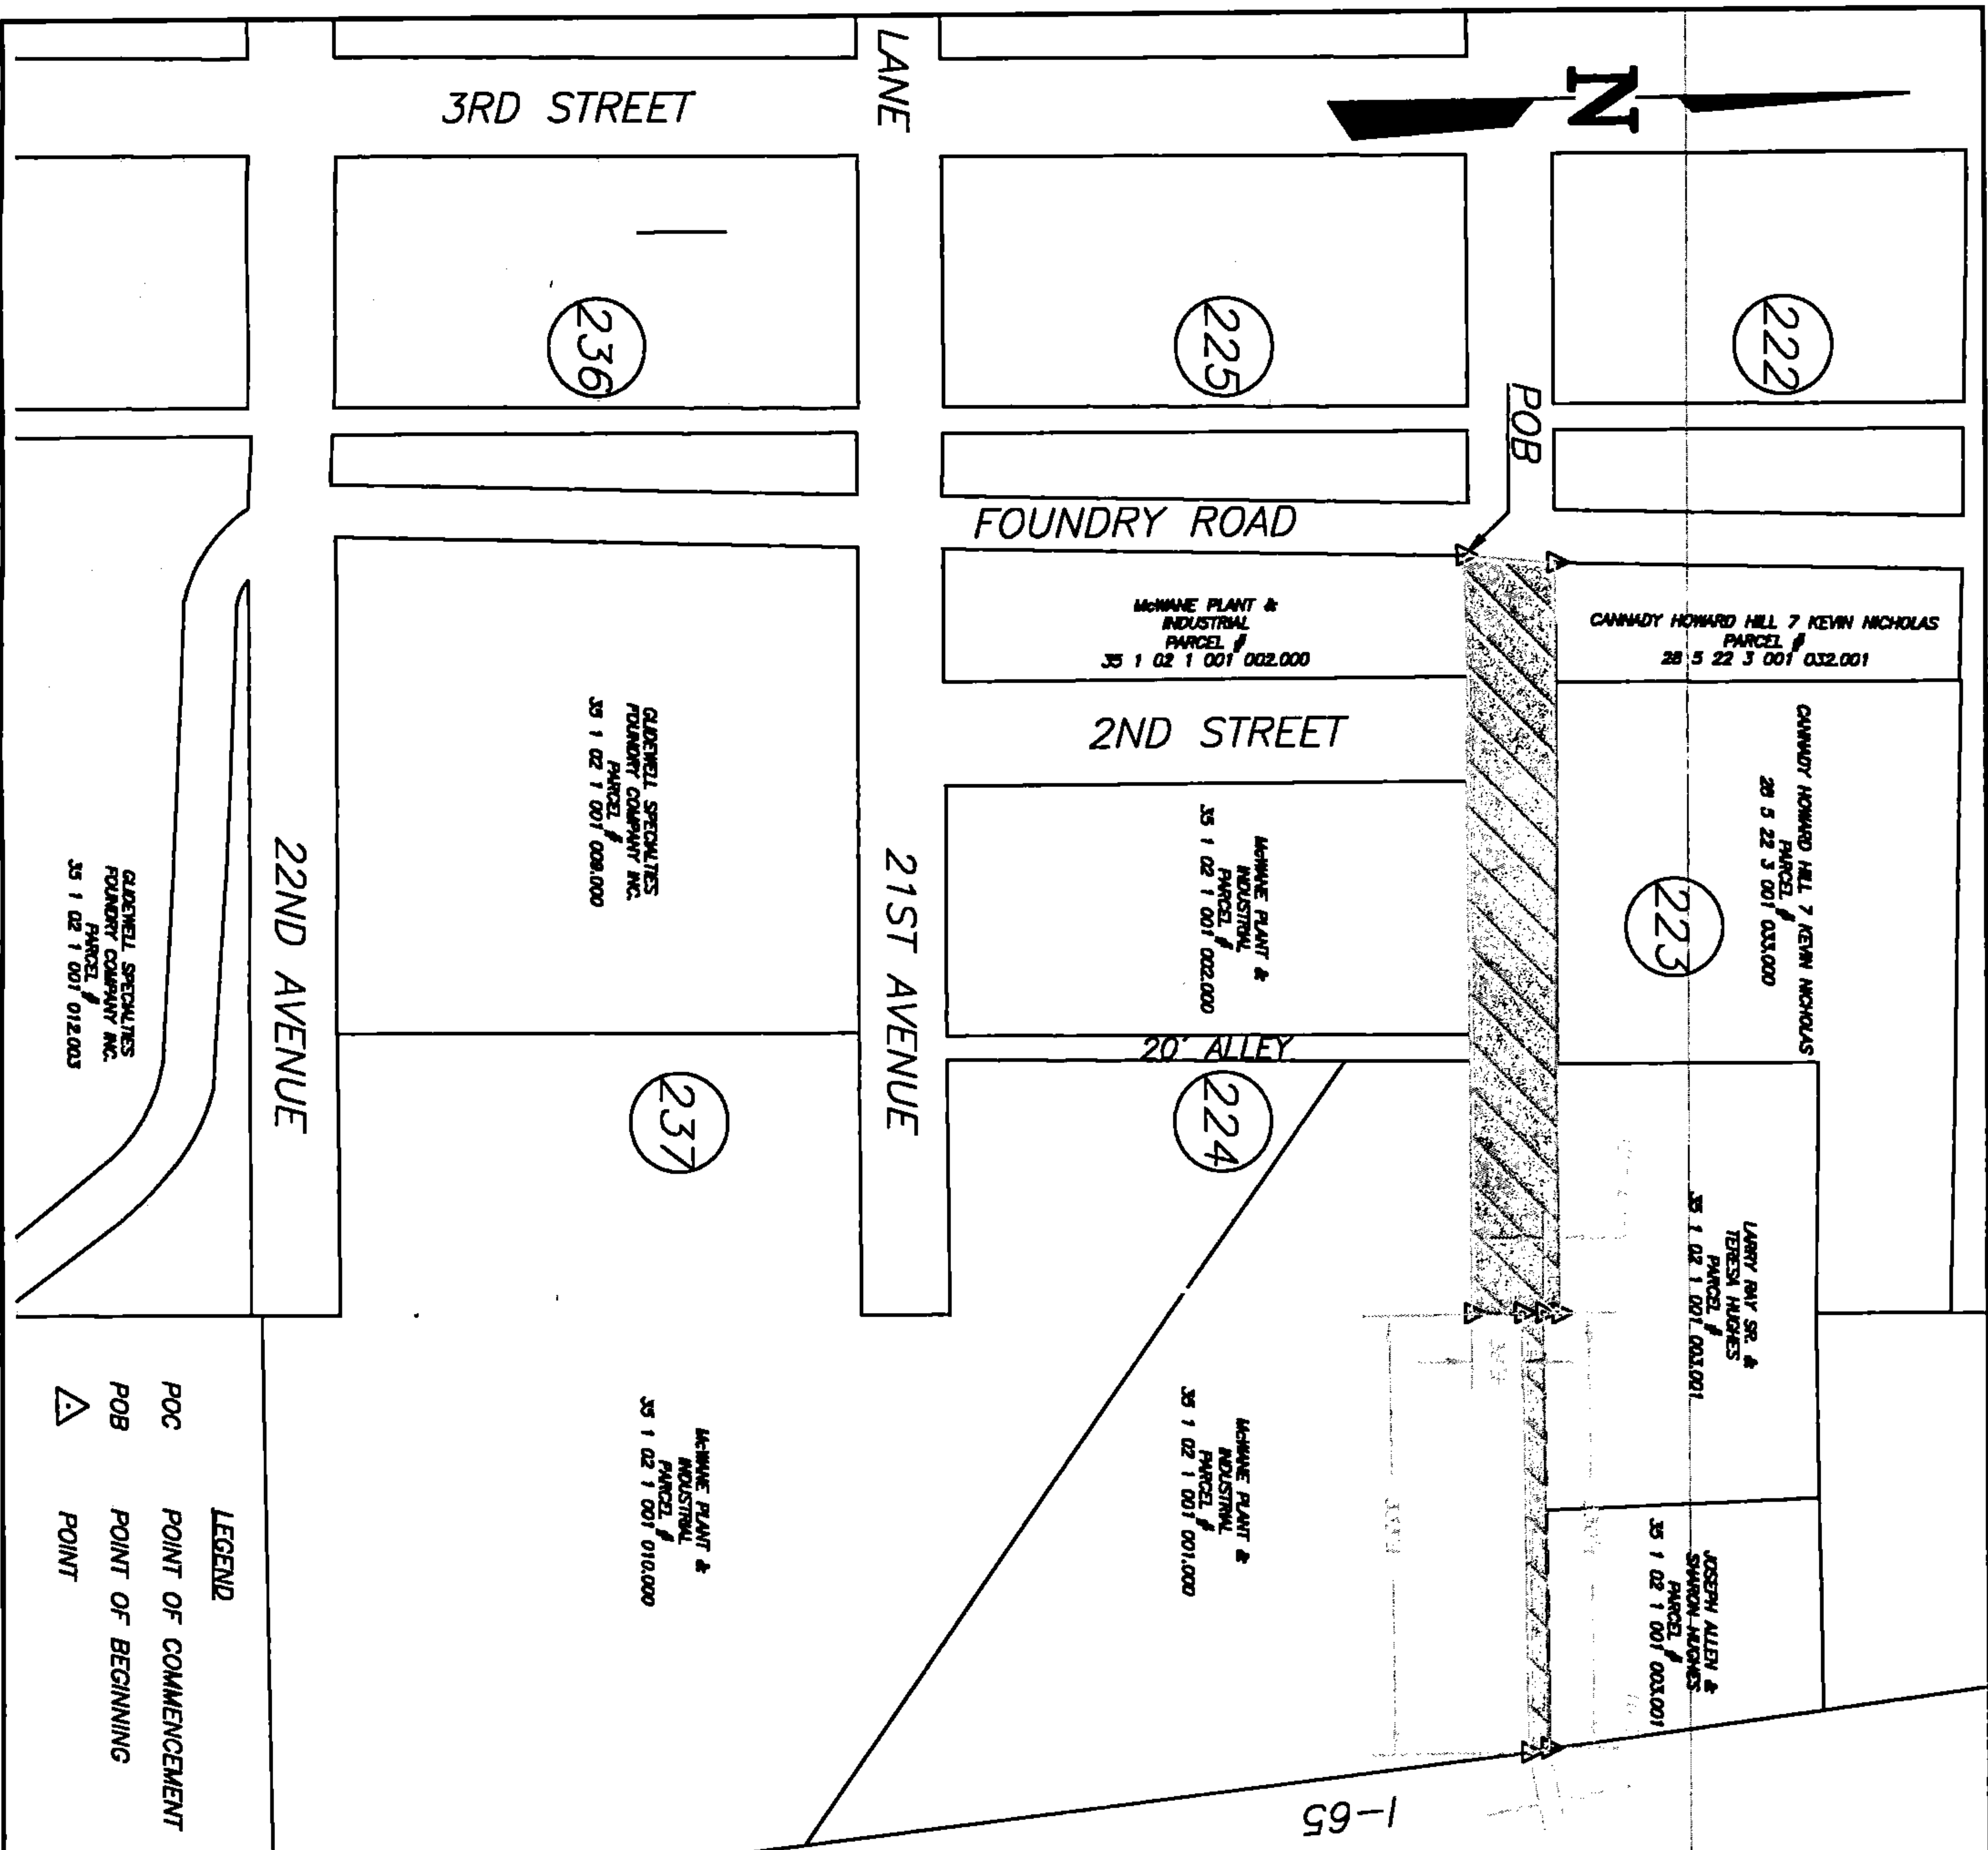 LANE
N
3RD STREET
236
225
222
POB
FOUNDRY ROAD
McWANE PLANT &
INDUSTRIAL
PARCEL #
35 1 02 1 001 002.000
CANNADY HOWARD HILL 7 KEVIN NICHOLAS
PARCEL #
28 5 22 3 001 032.001
2ND STREET
CANNADY HOWARD HILL 7 KEVIN NICHOLAS
PARCEL #
28 5 22 3 001 033.000
223
GLIDEWELL SPECIALTIES
FOUNDRY COMPANY INC.
PARCEL #
35 1 02 1 001 009.000
McWANE PLANT &
INDUSTRIAL
PARCEL #
35 1 02 1 001 002.000
22ND AVENUE
21ST AVENUE
GLIDEWELL SPECIALTIES
FOUNDRY COMPANY INC.
PARCEL #
35 1 02 1 001 012.003
20' ALLEY
237
224
LARRY RAY SR. &
TERESA HUGHES
PARCEL #
35 1 02 1 001 003.001
McWANE PLANT &
INDUSTRIAL
PARCEL #
35 1 02 1 001 010.000
McWANE PLANT &
INDUSTRIAL
PARCEL #
35 1 02 1 001 001.000
JOSEPH ALLEN &
SHARON HUGHES
PARCEL #
35 1 02 1 001 003.001
I-65
LEGEND
POC POINT OF COMMENCEMENT
POB POINT OF BEGINNING
POINT